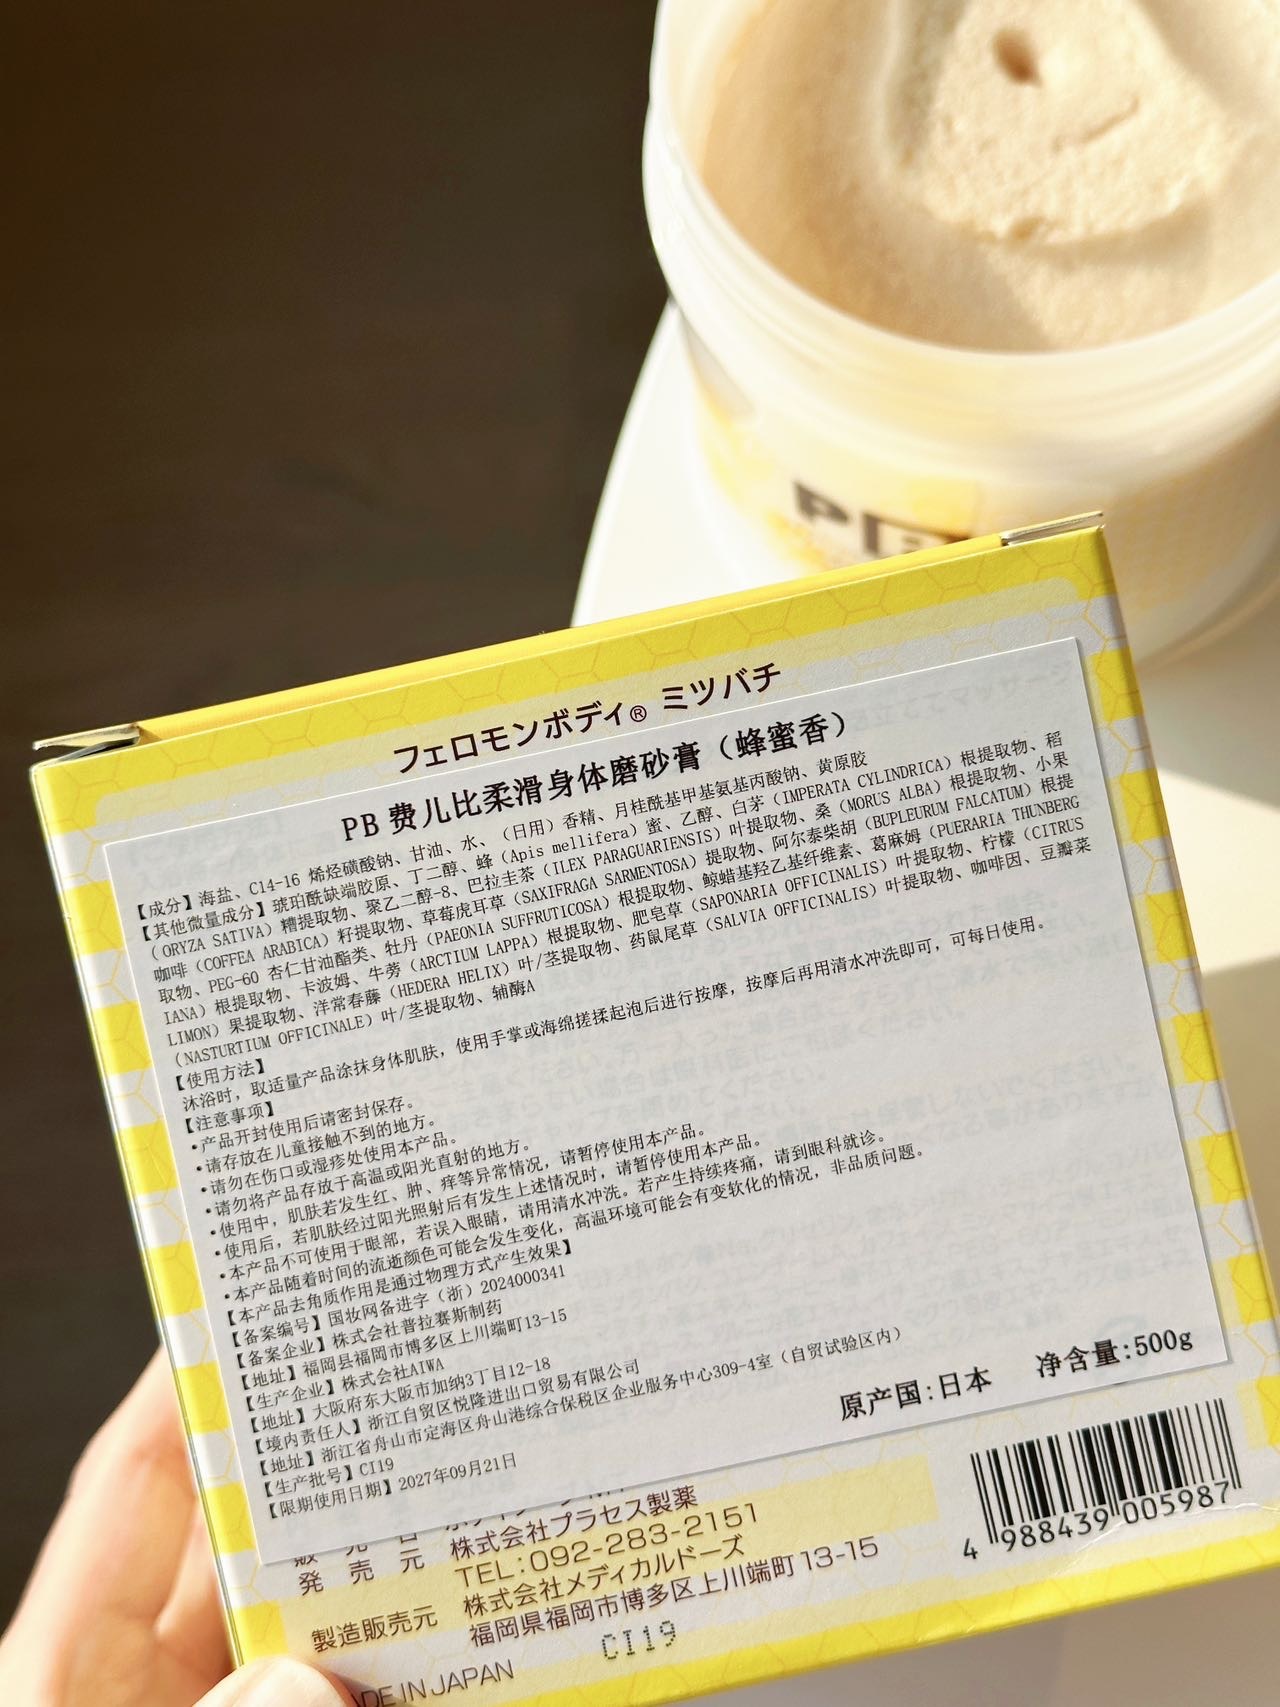 PB
フェロモンボディ® ミツバチ
PB 费儿比柔滑身体磨砂膏（蜂蜜香）
【成分】海盐、C14-16 烯烃磺酸钠、甘油、水、（日用）香精、月桂酰基甲基氨基丙酸钠、黄原胶
【其他微量成分】琥珀酰缺端胶原、丁二醇、蜂（Apis mellifera）蜜、乙醇、白茅（IMPERATA CYLINDRICA）根提取物、稻
（ORYZA SATIVA）糟提取物、聚乙二醇-8、巴拉圭茶（ILEX PARAGUARIENSIS）叶提取物、桑（MORUS ALBA）根提取物、小果
咖啡（COFFEA ARABICA）籽提取物、草莓虎耳草（SAXIFRAGA SARMENTOSA）提取物、阿尔泰柴胡（BUPLEURUM FALCATUM）根提
取物、PEG-60 杏仁甘油酯类、牡丹（PAEONIA SUFFRUTICOSA）根提取物、鲸蜡基羟乙基纤维素、葛麻姆（PUERARIA THUNBERG
IANA）根提取物、卡波姆、牛蒡（ARCTIUM LAPPA）根提取物、肥皂草（SAPONARIA OFFICINALIS）叶提取物、柠檬（CITRUS
LIMON）果提取物、洋常春藤（HEDERA HELIX）叶/茎提取物、药鼠尾草（SALVIA OFFICINALIS）叶提取物、咖啡因、豆瓣菜
（NASTURTIUM OFFICINALE）叶/茎提取物、辅酶A
【使用方法】
沐浴时，取适量产品涂抹身体肌肤，使用手掌或海绵搓揉起泡后进行按摩，按摩后再用清水冲洗即可，可每日使用。
【注意事项】
•产品开封使用后请密封保存。
•请存放在儿童接触不到的地方。
•请勿在伤口或湿疹处使用本产品。
•请勿将产品存放于高温或阳光直射的地方。
•使用中，肌肤若发生红、肿、痒等异常情况，请暂停使用本产品。
•使用后，若肌肤经过阳光照射后有发生上述情况时，请暂停使用本产品。
•本产品不可使用于眼部，若误入眼睛，请用清水冲洗。若产生持续疼痛，请到眼科就诊。
•本产品随着时间的流逝颜色可能会发生变化，高温环境可能会有变软化的情况，非品质问题。
【本产品去角质作用是通过物理方式产生效果】
【备案编号】国妆网备进字（浙）2024000341
【备案企业】株式会社普拉赛斯制药
【地址】福岡县福岡市博多区上川端町13-15
【生产企业】株式会社AIWA
【地址】大阪府东大阪市加纳3丁目12-18
【境内责任人】浙江自贸区悦隆进出口贸易有限公司
【地址】浙江省舟山市定海区舟山港综合保税区企业服务中心309-4室（自贸试验区内）
【生产批号】CI19
【限期使用日期】2027年09月21日
原产国:日本 净含量:500g
発売元 株式会社プラセス製薬
TEL:092-283-2151
製造販売元 株式会社メディカルドーズ
福岡県福岡市博多区上川端町13-15
CI19
ADE IN JAPAN
4 988439 005987